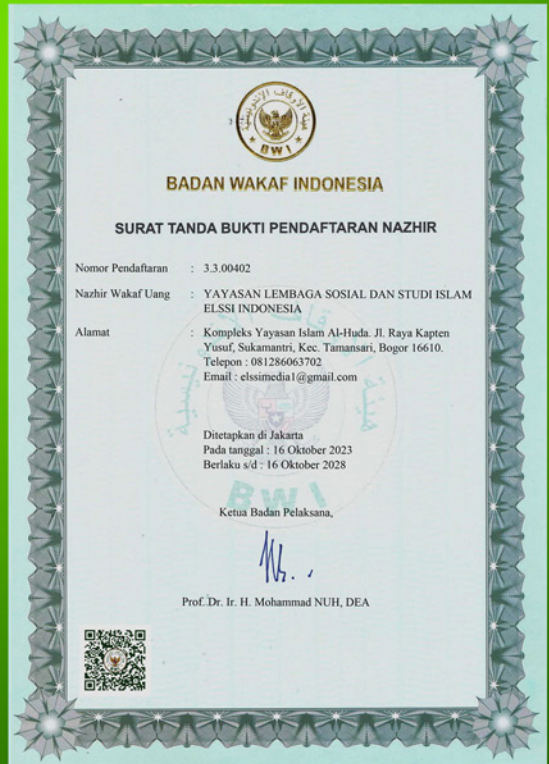 BWI
BADAN WAKAF INDONESIA
SURAT TANDA BUKTI PENDAFTARAN NAZHIR
Nomor Pendaftaran : 3.3.00402
Nazhir Wakaf Uang : YAYASAN LEMBAGA SOSIAL DAN STUDI ISLAM
ELSSI INDONESIA
Alamat : Kompleks Yayasan Islam Al-Huda. Jl. Raya Kapten
Yusuf, Sukamantri, Kec. Tamansari, Bogor 16610.
Telepon : 081286063702
Email : elssimedia1@gmail.com
Ditetapkan di Jakarta
Pada tanggal : 16 Oktober 2023
Berlaku s/d : 16 Oktober 2028
BWI
Ketua Badan Pelaksana,
Prof. Dr. Ir. H. Mohammad NUH, DEA